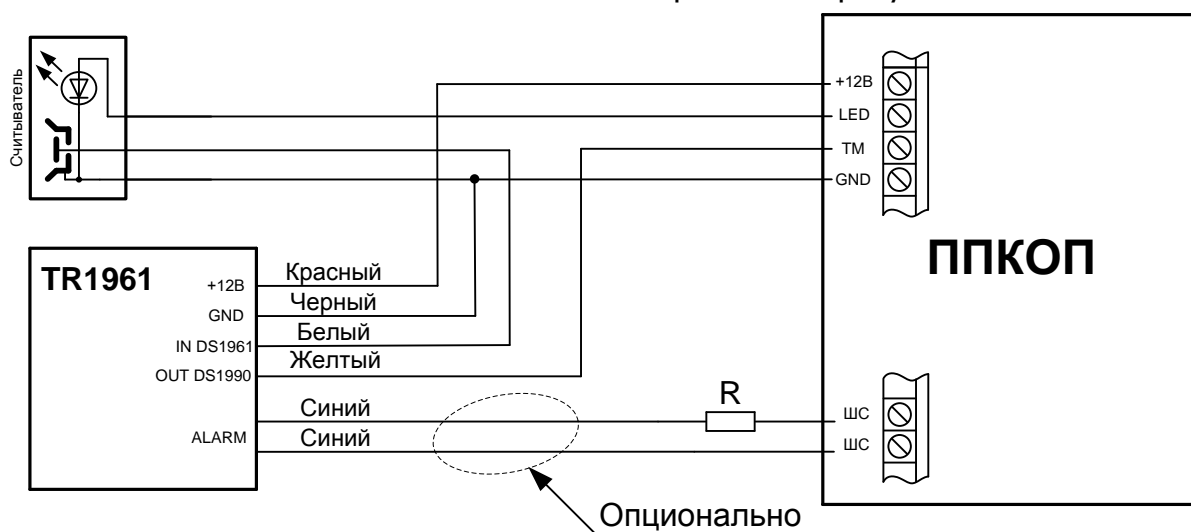 Считыватель
+12В
LED
TM
GND
ППКОП
TR1961
+12В
GND
IN DS1961
OUT DS1990
ALARM
Красный
Черный
Белый
Желтый
Синий
Синий
R
ШС
ШС
Опционально